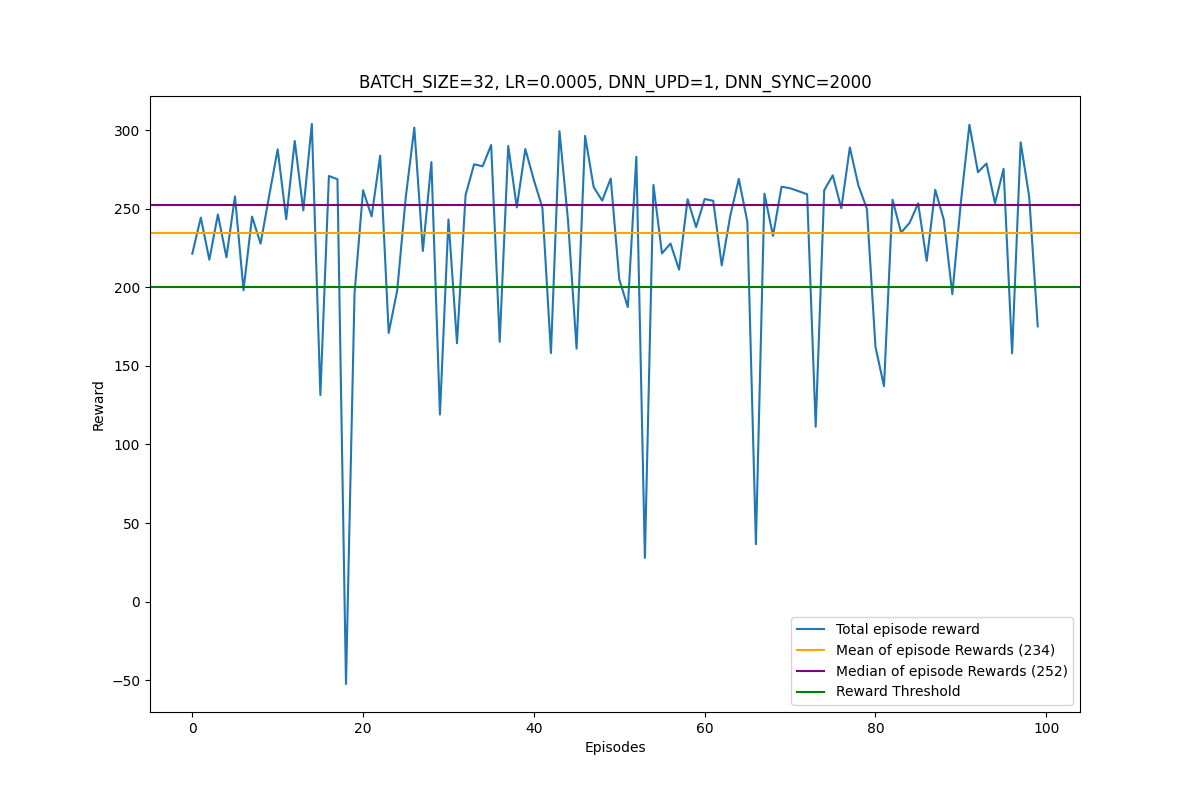 BATCH_SIZE=32, LR=0.0005, DNN_UPD=1, DNN_SYNC=2000
300
250
200
150
100
50
0
−50
Reward
0 20 40 60 80 100
Episodes
Total episode reward
Mean of episode Rewards (234)
Median of episode Rewards (252)
Reward Threshold